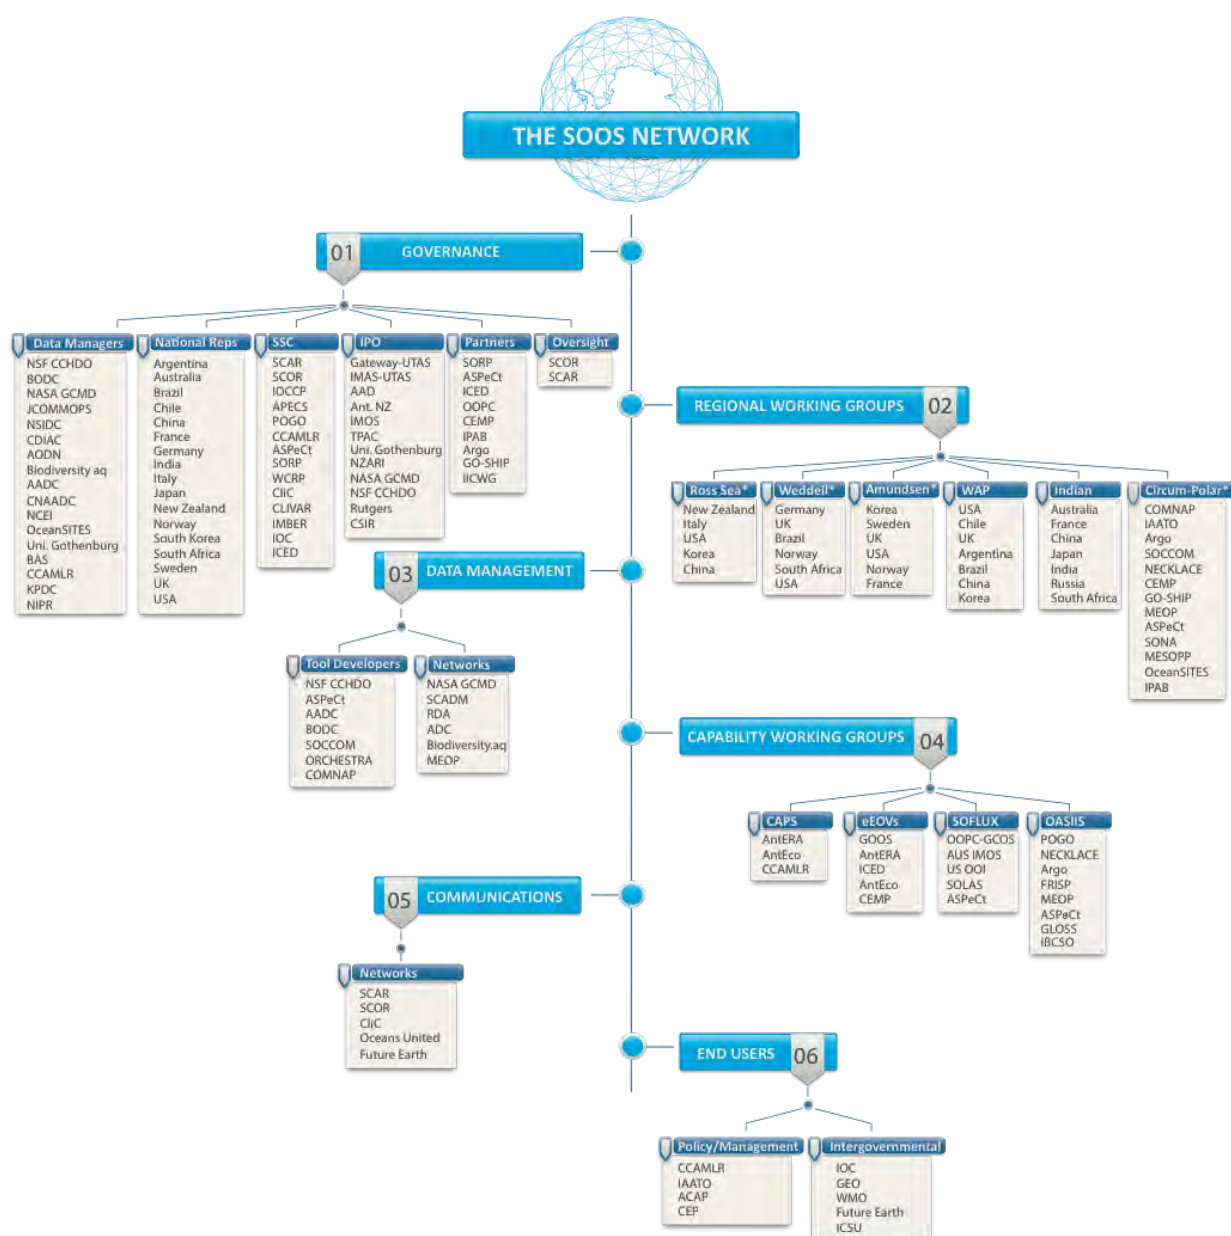 THE SOOS NETWORK
01
GOVERNANCE
Data Managers
NSF CCHDO
BODC
NASA GCMD
JCOMMOPS
NSIDC
CDIAC
AODN
Biodiversity aq
AADC
CNAADC
NCEI
OceanSITES
Uni. Gothenburg
BAS
CCAMLR
KPDC
NIPR
National Reps
Argentina
Australia
Brazil
Chile
China
France
Germany
India
Italy
Japan
New Zealand
Norway
South Korea
South Africa
Sweden
UK
USA
SSC
SCAR
SCOR
IOCCP
APECS
POGO
CCAMLR
ASPeCt
SORP
WCRP
CliC
CLIVAR
IMBER
IOC
ICED
IPO
Gateway-UTAS
IMAS-UTAS
AAD
Ant. NZ
IMOS
TPAC
Uni. Gothenburg
NZARI
NASA GCMD
NSF CCHDO
Rutgers
CSIR
Partners
SORP
ASPeCt
ICED
OOPC
CEMP
IPAB
Argo
GO-SHIP
IICWG
Oversight
SCOR
SCAR
REGIONAL WORKING GROUPS
02
Ross Sea*
New Zealand
Italy
USA
Korea
China
Weddell*
Germany
UK
Brazil
Norway
South Africa
USA
Amundsen*
Korea
Sweden
UK
USA
Norway
France
WAP
USA
Chile
UK
Argentina
Brazil
China
Korea
Indian
Australia
France
China
Japan
India
Russia
South Africa
Circum-Polar*
COMNAP
IAATO
Argo
SOCCOM
NECKLACE
CEMP
GO-SHIP
MEOP
ASPeCt
SONA
MESOPP
OceanSITES
IPAB
03
DATA MANAGEMENT
Tool Developers
NSF CCHDO
ASPeCt
AADC
BODC
SOCCOM
ORCHESTRA
COMNAP
Networks
NASA GCMD
SCADM
RDA
ADC
Biodiversity.aq
MEOP
CAPABILITY WORKING GROUPS
04
CAPS
AntERA
AntEco
CCAMLR
eEOVs
GOOS
AntERA
ICED
AntEco
CEMP
SOFLUX
OOPC-GCOS
AUS IMOS
US OOI
SOLAS
ASPeCt
OASIIS
POGO
NECKLACE
Argo
FRISP
MEOP
ASPeCt
GLOSS
IBCSO
05
COMMUNICATIONS
Networks
SCAR
SCOR
CliC
Oceans United
Future Earth
END USERS
06
Policy/Management
CCAMLR
IAATO
ACAP
CEP
Intergovernmental
IOC
GEO
WMO
Future Earth
ICSU